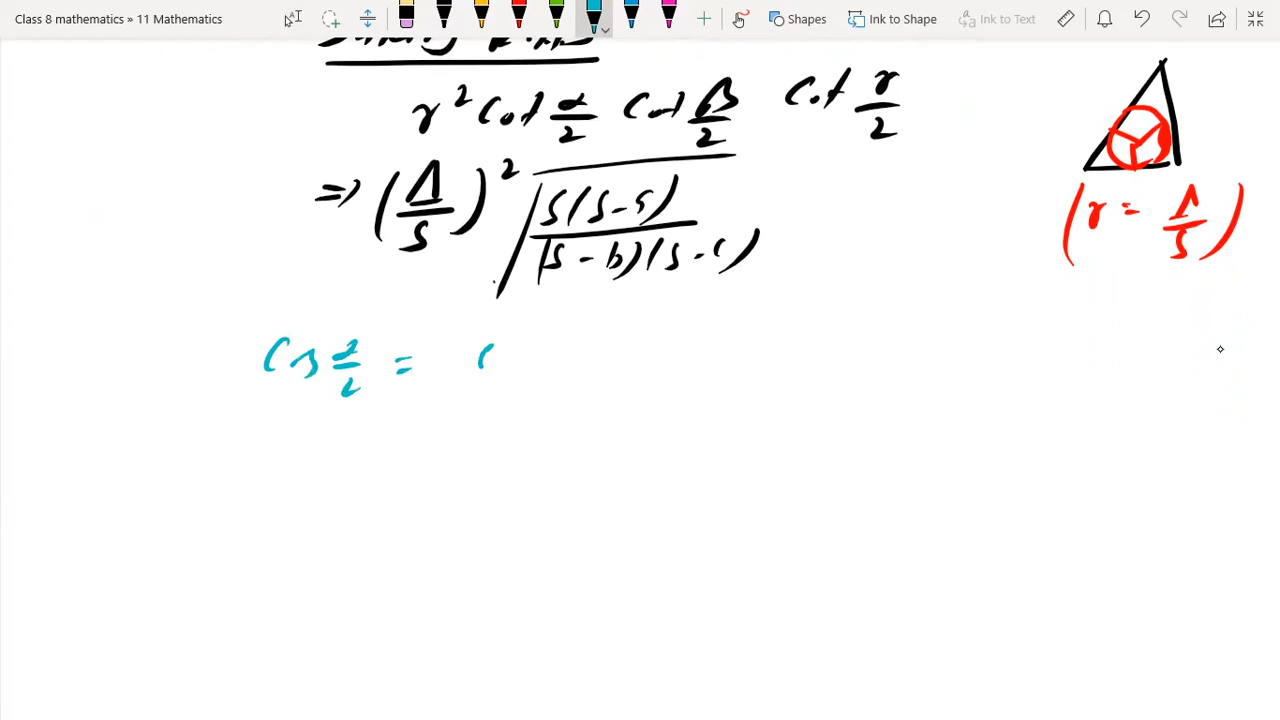 Class 8 mathematics » 11 Mathematics
Shapes
Ink to Shape
Ink to Text
r² Cot α/2 Cot β/2 Cot γ/2
=> (Δ/S)² √(S(S-a)/(S-b)(S-c))
(r = Δ/S)
Cos α/2 =